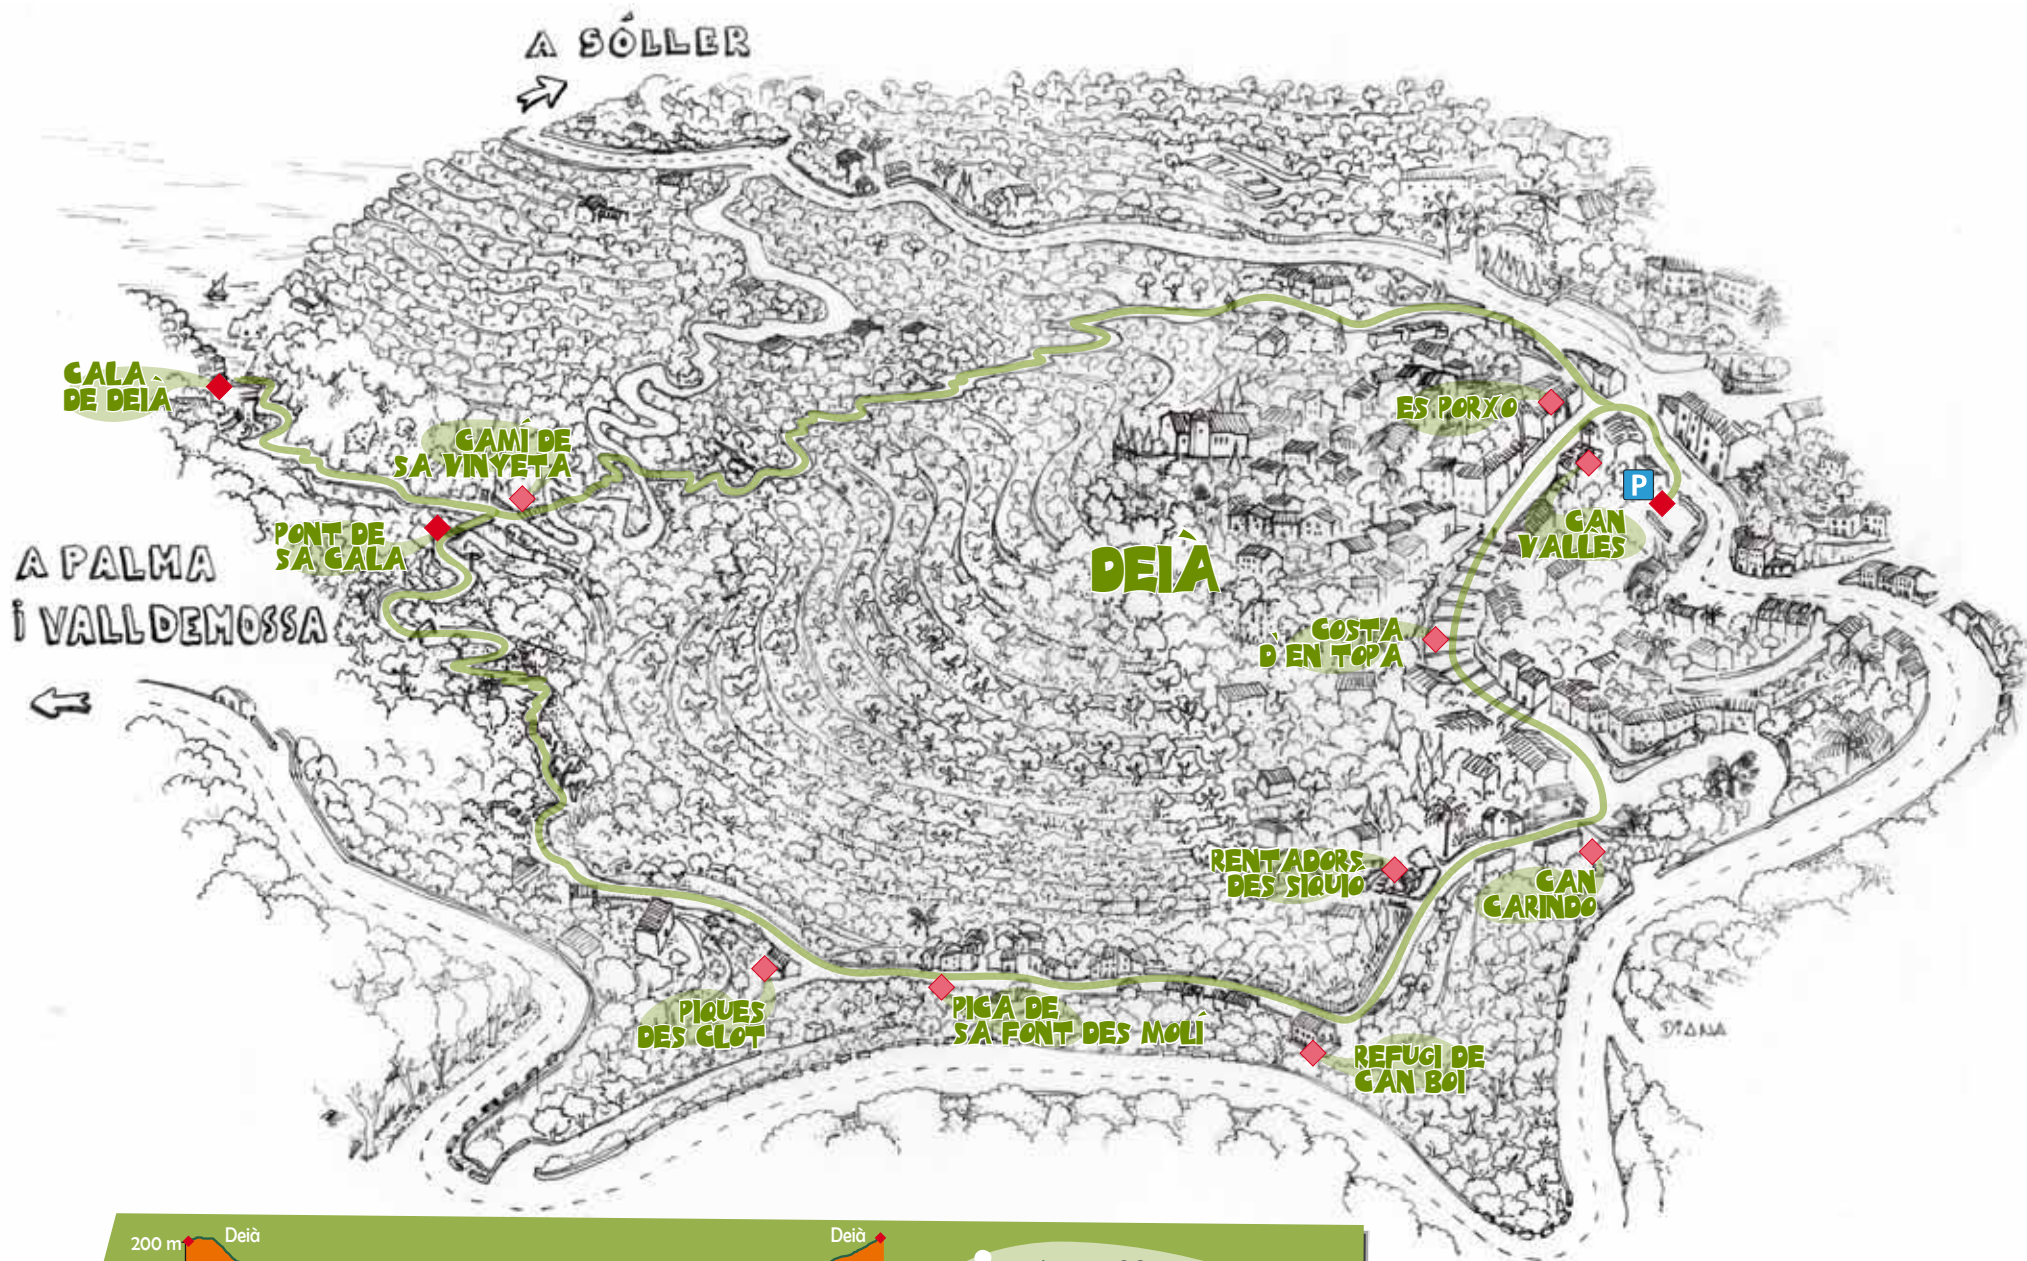 A SÓLLER
CALA
DE DEIÀ
CAMÍ DE
SA VINYETA
ES PORXO
P
CAN
VALLÈS
PONT DE
SA CALA
A PALMA
i VALLDEMOSSA
DEIÀ
COSTA
D'EN TOPA
RENTADORS
DES SIQUIÓ
CAN
CARINDO
PIQUES
DES CLOT
PICA DE
SA FONT DES MOLÍ
REFUGI DE
CAN BOI
DIANA
200 m
Deià
Deià